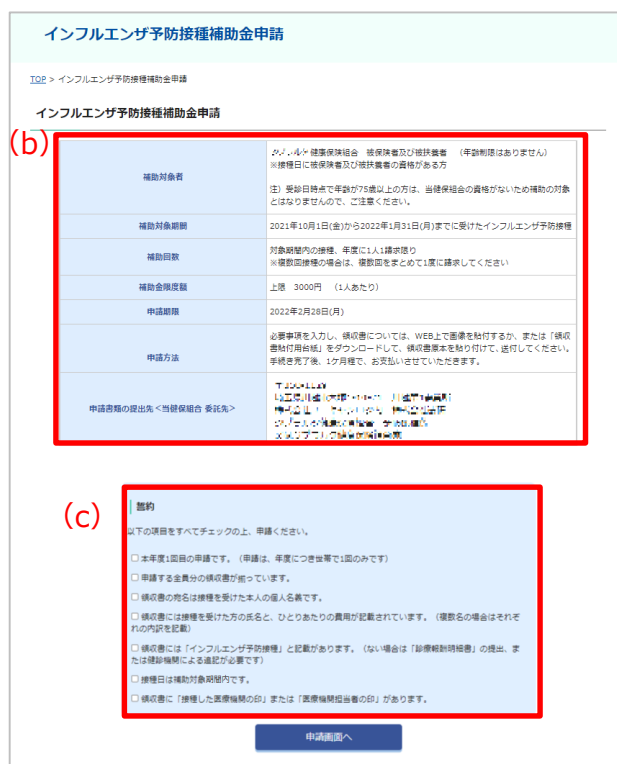 インフルエンザ予防接種補助金申請
TOP > インフルエンザ予防接種補助金申請
インフルエンザ予防接種補助金申請
(b)
補助対象者
健康保険組合 被保険者及び被扶養者 (年齢制限はありません)
※接種日に被保険者及び被扶養者の資格がある方
注)受診日時点で年齢が75歳以上の方は、当健保組合の資格がないため補助の対象
とはなりませんので、ご注意ください。
補助対象期間
2021年10月1日(金)から2022年1月31日(月)までに受けたインフルエンザ予防接種
補助回数
対象期間内の接種、年度に1人1請求限り
※複数回接種の場合は、複数回をまとめて1度に請求してください
補助金限度額
上限 3000円 (1人あたり)
申請期限
2022年2月28日(月)
申請方法
必要事項を入力し、領収書については、WEB上で画像を貼付するか、または「領収
書貼付用台紙」をダウンロードして、領収書原本を貼り付けて、送付してください。
手続き完了後、1ケ月程で、お支払いさせていただきます。
申請書類の提出先<当健保組合 委託先>
(c)
誓約
以下の項目をすべてチェックの上、申請ください。
本年度1回目の申請です。(申請は、年度につき世帯で1回のみです)
申請する全員分の領収書が揃っています。
領収書の宛名は接種を受けた本人の個人名義です。
領収書には接種を受けた方の氏名と、ひとりあたりの費用が記載されています。(複数名の場合はそれぞ
れの内訳を記載)
領収書には「インフルエンザ予防接種」と記載があります。(ない場合は「診療報酬明細書」の提出、ま
たは健診機関による追記が必要です)
接種日は補助対象期間内です。
領収書に「接種した医療機関の印」または「医療機関担当者の印」があります。
申請画面へ